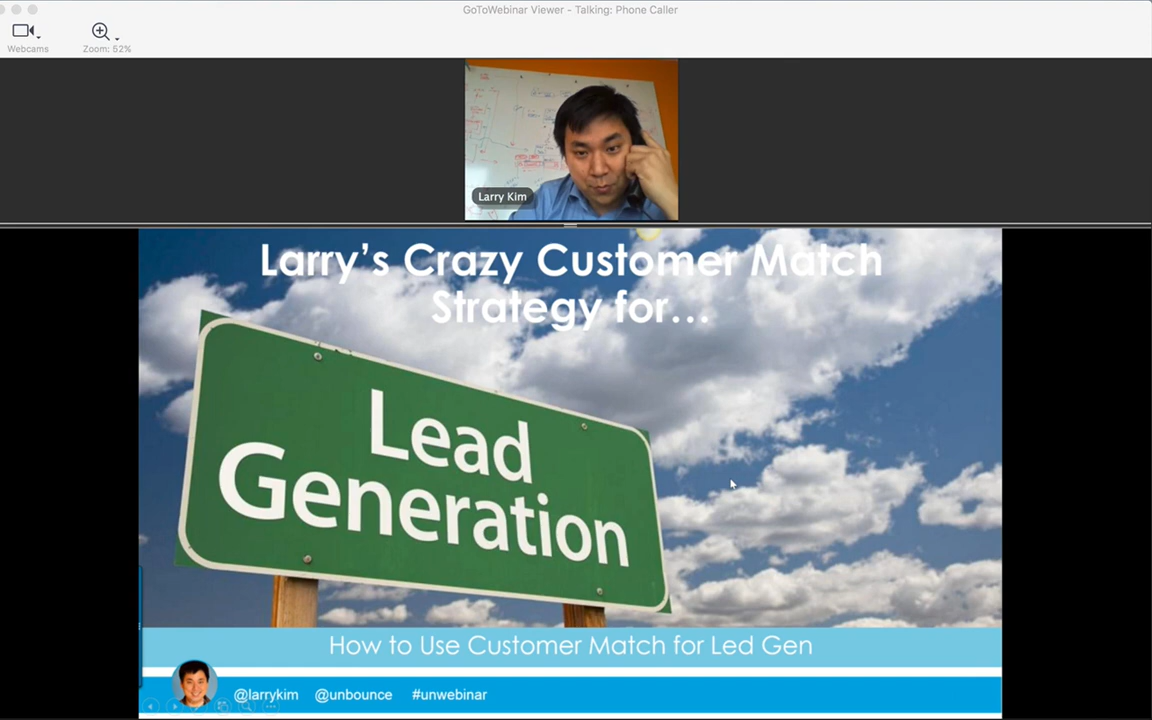 GoToWebinar Viewer - Talking: Phone Caller
Webcams
Zoom: 52%
Larry Kim
Larry's Crazy Customer Match
Strategy for...
Lead
Generation
How to Use Customer Match for Led Gen
@larrykim @unbounce #unwebinar